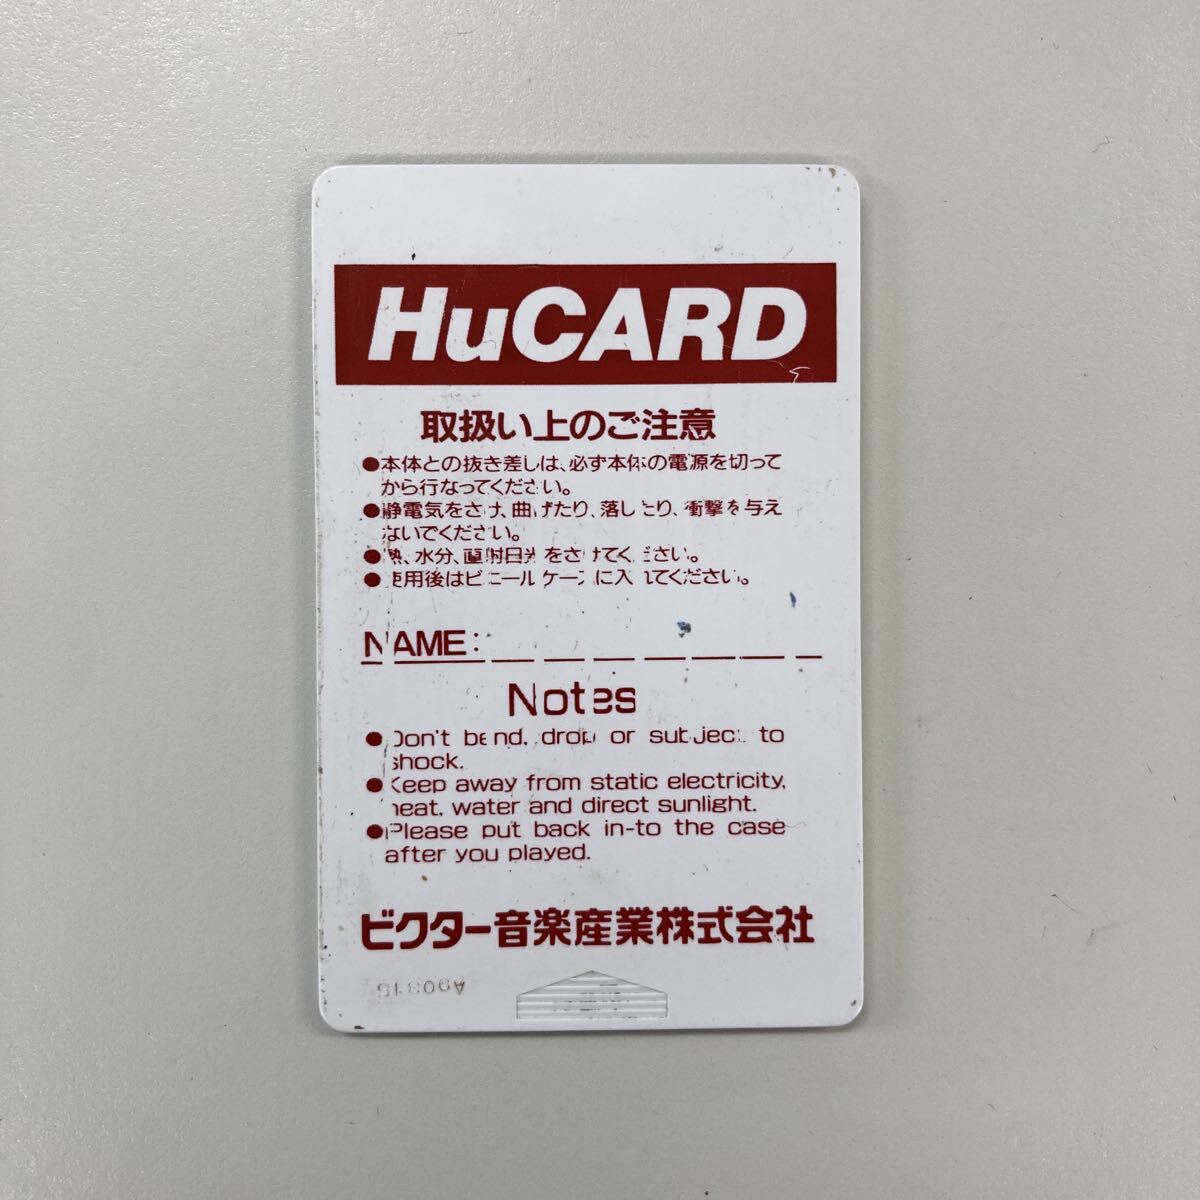 HuCARD
取扱い上のご注意
●本体との抜き差しは、必ず本体の電源を切って
から行なってください。
●静電気をさけ、曲げたり、落したり、衝撃を与え
ないでください。
●熱、水分、直射日光をさけてください。
●使用後はビニールケースに入れてください。
NAME:
Notes
●Don't bend, drop or subject to
shock.
●Keep away from static electricity,
heat, water and direct sunlight.
●Please put back in-to the case
after you played.
ビクター音楽産業株式会社
A90315